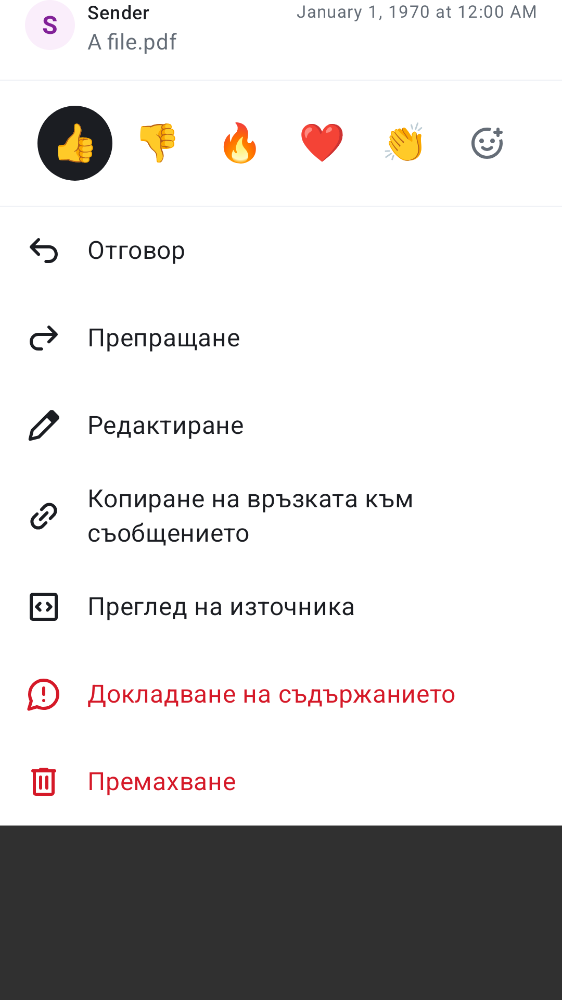 S
Sender
January 1, 1970 at 12:00 AM
A file.pdf
Отговор
Препращане
Редактиране
Копиране на връзката към
съобщението
Преглед на източника
Докладване на съдържанието
Премахване